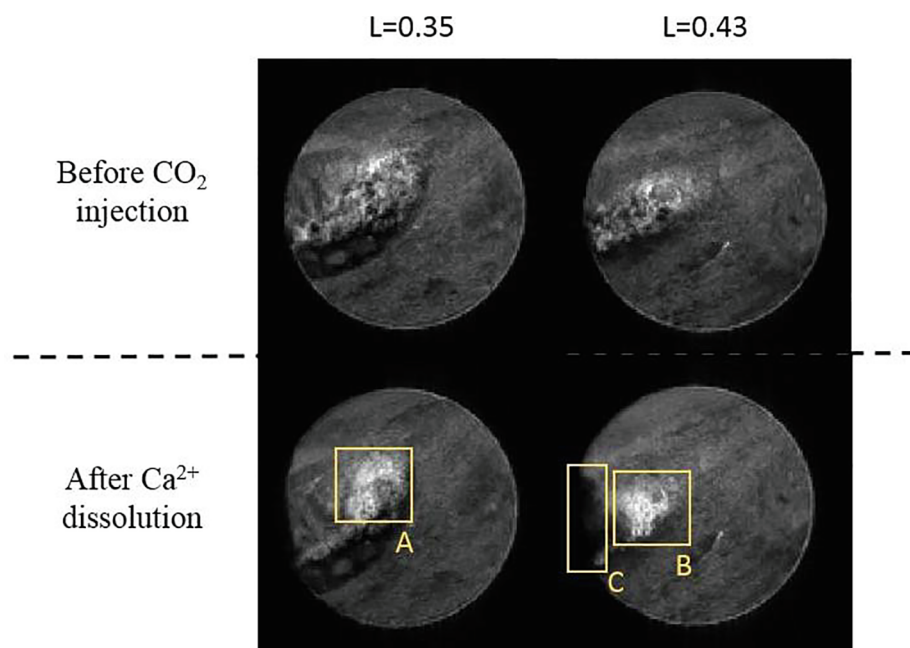 L=0.35
L=0.43
Before CO₂
injection
After Ca²⁺
dissolution
A
B
C